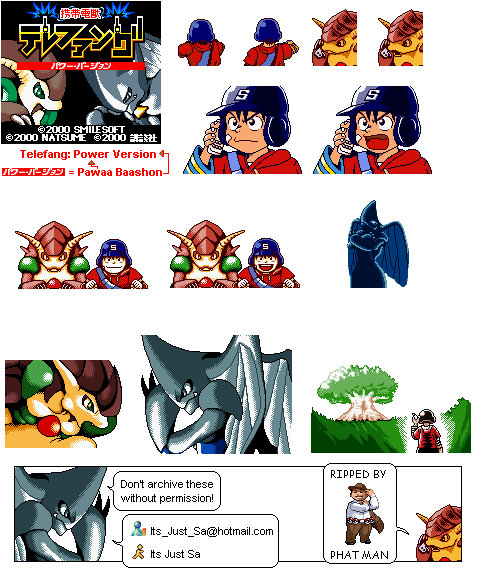 携帯電獣
テレファング
パワー・バージョン
©2000 SMILESOFT
©2000 NATSUME ©2000 講談社
Telefang: Power Version
パワー・バージョン = Pawaa Baashon
S
S
S
S
Don't archive these
without permission!
Its_Just_Sa@hotmail.com
Its Just Sa
RIPPED BY
PHAT MAN